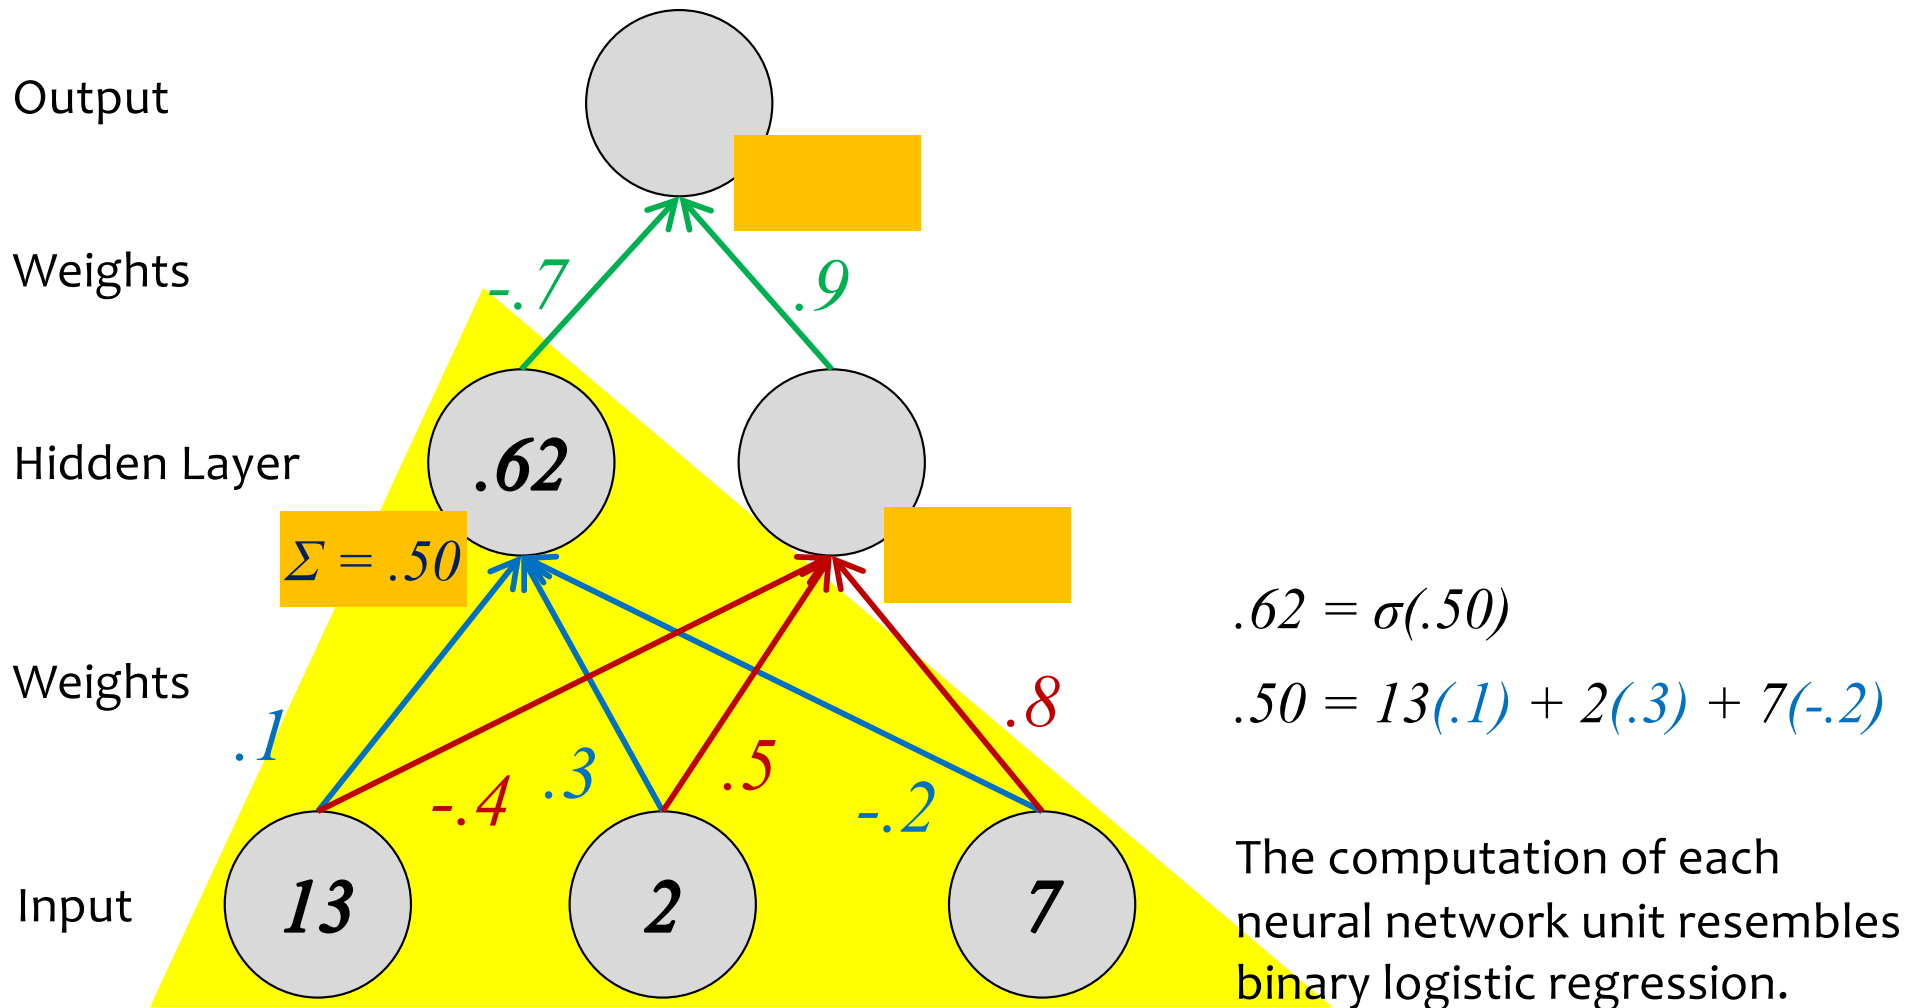 Output
Weights
-.7
.9
Hidden Layer
.62
Σ = .50
.62 = σ(.50)
Weights
.50 = 13(.1) + 2(.3) + 7(-.2)
.1
-.4
.3
.5
-.2
.8
Input
13
2
7
The computation of each
neural network unit resembles
binary logistic regression.